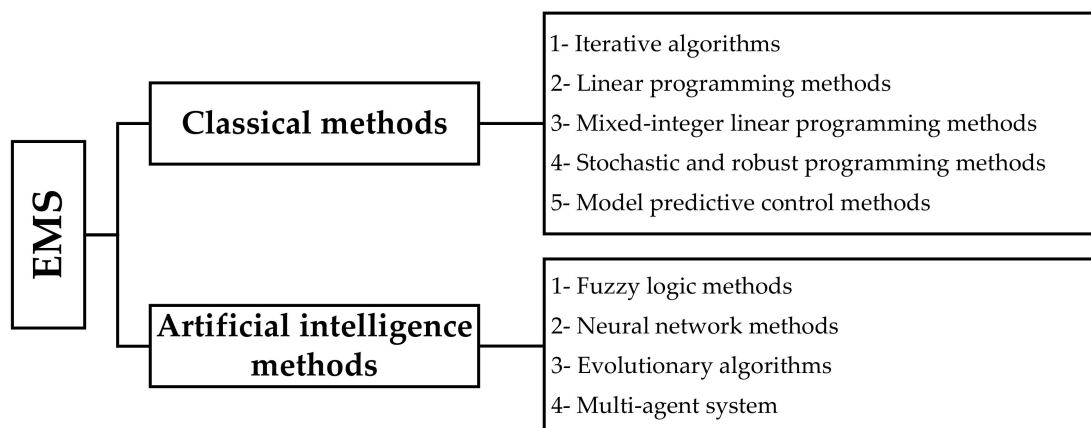 EMS
Classical methods
1- Iterative algorithms
2- Linear programming methods
3- Mixed-integer linear programming methods
4- Stochastic and robust programming methods
5- Model predictive control methods
Artificial intelligence
methods
1- Fuzzy logic methods
2- Neural network methods
3- Evolutionary algorithms
4- Multi-agent system